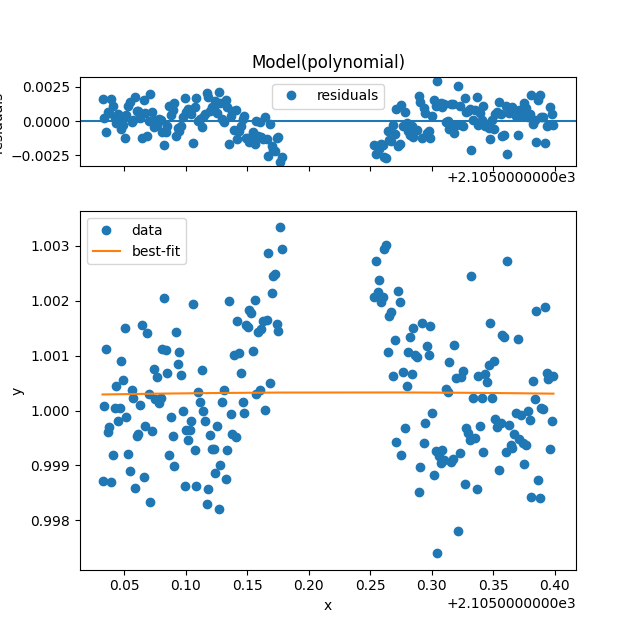 Model(polynomial)
0.0025
0.0000
−0.0025
residuals
residuals
+2.1050000000e3
1.003
1.002
1.001
1.000
0.999
0.998
y
data
best-fit
0.05 0.10 0.15 0.20 0.25 0.30 0.35 0.40
x
+2.1050000000e3